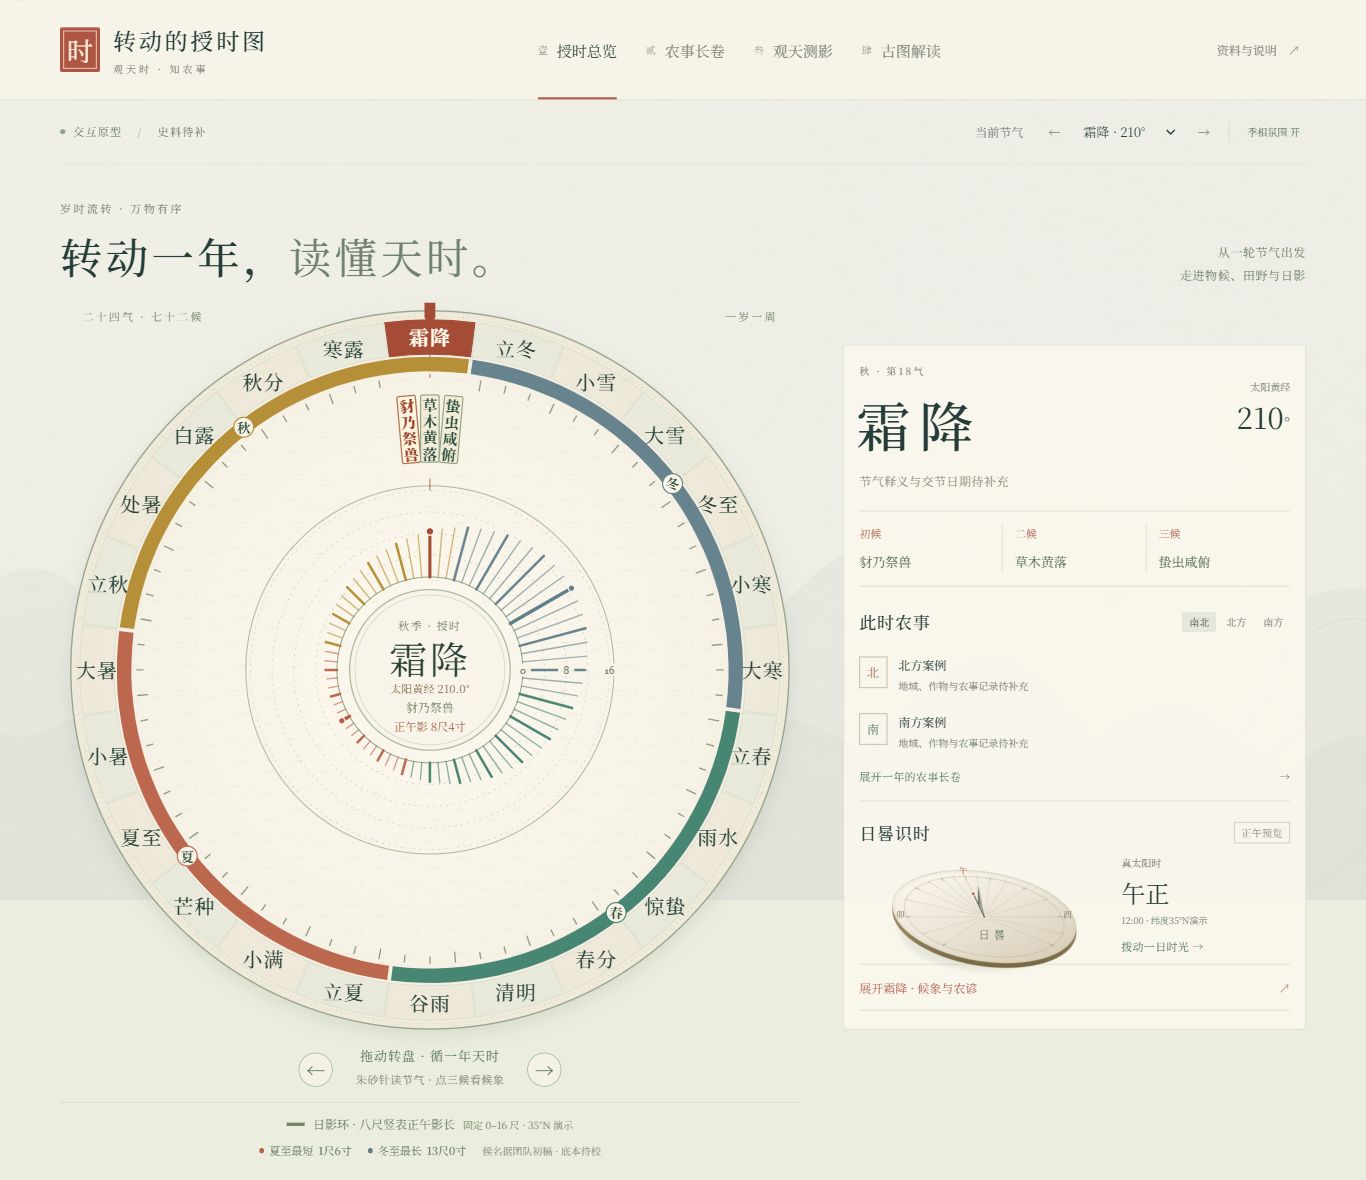 时
转动的授时图
观天时 · 知农事
壹 授时总览
贰 农事长卷
叁 观天测影
肆 古图解读
资料与说明 ↗
交互原型 / 史料待补
当前节气 ← 霜降 · 210° →
季相氛围 开
岁时流转 · 万物有序
转动一年，读懂天时。
从一轮节气出发
走进物候、田野与日影
二十四气 · 七十二候
一岁一周
霜降
立冬
小雪
大雪
冬至
小寒
大寒
立春
雨水
惊蛰
春分
清明
谷雨
立夏
小满
芒种
夏至
小暑
大暑
立秋
处暑
白露
秋分
寒露
秋
冬
春
夏
豺乃祭兽
草木黄落
蛰虫咸俯
0 8 16
秋季 · 授时
霜降
太阳黄经 210.0°
豺乃祭兽
正午影 8尺4寸
← 拖动转盘 · 循一年天时 →
朱砂针读节气 · 点三候看候象
日影环 · 八尺竖表正午影长 固定 0–16 尺 · 35°N 演示
夏至最短 1尺6寸 冬至最长 13尺0寸 候名据团队初稿 · 底本待校
秋 · 第18气
霜降
太阳黄经
210°
节气释义与交节日期待补充
初候
豺乃祭兽
二候
草木黄落
三候
蛰虫咸俯
此时农事
南北 北方 南方
北
北方案例
地域、作物与农事记录待补充
南
南方案例
地域、作物与农事记录待补充
展开一年的农事长卷 →
日晷识时
正午预览
午
卯
酉
日晷
真太阳时
午正
12:00 · 纬度35°N演示
拨动一日时光 →
展开霜降 · 候象与农谚 ↗